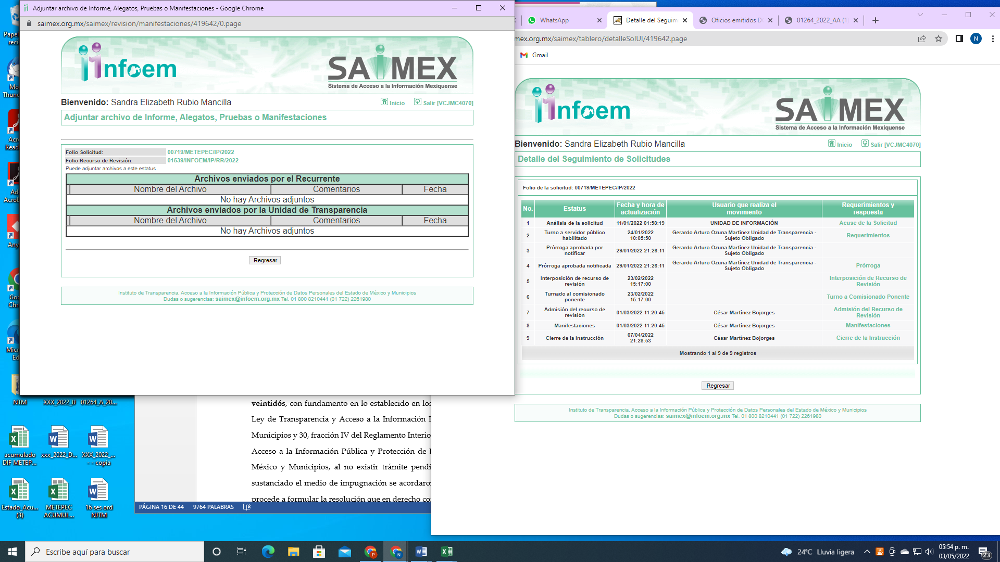 Adjuntar archivo de Informe, Alegatos, Pruebas o Manifestaciones - Google Chrome
saimex.org.mx/saimex/revision/manifestaciones/419642/0.page
infoem
SAIMEX
Sistema de Acceso a la Información Mexiquense
Bienvenido: Sandra Elizabeth Rubio Mancilla
Inicio Salir [VCJMC4070]
Adjuntar archivo de Informe, Alegatos, Pruebas o Manifestaciones
Folio Solicitud: 00719/METEPEC/IP/2022
Folio Recurso de Revisión: 01539/INFOEM/IP/RR/2022
Puede adjuntar archivos a este estatus
Archivos enviados por el Recurrente
Nombre del Archivo Comentarios Fecha
No hay Archivos adjuntos
Archivos enviados por la Unidad de Transparencia
Nombre del Archivo Comentarios Fecha
No hay Archivos adjuntos
Regresar
Instituto de Transparencia, Acceso a la Información Pública y Protección de Datos Personales del Estado de México y Municipios
Dudas o sugerencias: saimex@infoem.org.mx Tel. 01 800 8210441 (01 722) 2261980
WhatsApp
Detalle del Seguim
Oficios emitidos D
01264_2022_AA (1)
mex.org.mx/saimex/tablero/detalleSolUI/419642.page
N
Gmail
infoem
SAIMEX
Sistema de Acceso a la Información Mexiquense
Bienvenido: Sandra Elizabeth Rubio Mancilla
Inicio Salir [VCJMC4070]
Detalle del Seguimiento de Solicitudes
Folio de la solicitud: 00719/METEPEC/IP/2022
No. Estatus Fecha y hora de actualización Usuario que realiza el movimiento Requerimientos y respuesta
1 Análisis de la solicitud 11/01/2022 01:58:19 UNIDAD DE INFORMACIÓN Acuse de la Solicitud
2 Turno a servidor público habilitado 24/01/2022 10:05:50 Gerardo Arturo Ozuna Martínez Unidad de Transparencia - Sujeto Obligado Requerimientos
3 Prórroga aprobada por notificar 29/01/2022 21:26:11 Gerardo Arturo Ozuna Martínez Unidad de Transparencia - Sujeto Obligado
4 Prórroga aprobada notificada 29/01/2022 21:26:11 Gerardo Arturo Ozuna Martínez Unidad de Transparencia - Sujeto Obligado Prórroga
5 Interposición de recurso de revisión 23/02/2022 15:17:00 Interposición de Recurso de Revisión
6 Turnado al comisionado ponente 23/02/2022 15:17:00 Turno a Comisionado Ponente
7 Admisión del recurso de revisión 01/03/2022 11:20:45 César Martínez Bojorges Admisión del Recurso de Revisión
8 Manifestaciones 01/03/2022 11:20:45 César Martínez Bojorges Manifestaciones
9 Cierre de la instrucción 07/04/2022 21:28:53 César Martínez Bojorges Cierre de la Instrucción
Mostrando 1 al 9 de 9 registros
Regresar
Instituto de Transparencia, Acceso a la Información Pública y Protección de Datos Personales del Estado de México y Municipios
Dudas o sugerencias: saimex@infoem.org.mx Tel. 01 800 8210441 (01 722) 2261980
veintidós, con fundamento en lo establecido en los
Ley de Transparencia y Acceso a la Información
Municipios y 30, fracción IV del Reglamento Interio
Acceso a la Información Pública y Protección de
México y Municipios, al no existir trámite pendi
sustanciado el medio de impugnación se acordaro
procede a formular la resolución que en derecho co
PÁGINA 16 DE 44 9764 PALABRAS
NTM
XXX_2022_IJ
01264_A_20...
acumulado
DIF METEP...
xxx_2022_D...
XXX_2022_...
- - copia
Estado_Acu...
(3)
METEPEC
ACUMUL...
16 ses ord
NJTM
Escribe aquí para buscar
24°C Lluvia ligera
05:54 p. m.
03/05/2022
23